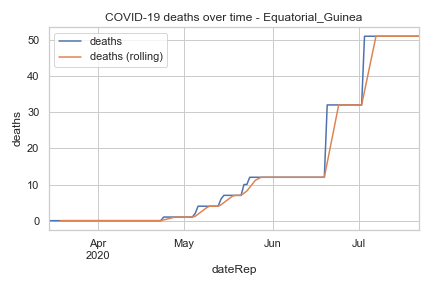 COVID-19 deaths over time - Equatorial_Guinea
deaths
deaths (rolling)
50
40
30
20
10
0
deaths
Apr
2020
May
Jun
Jul
dateRep